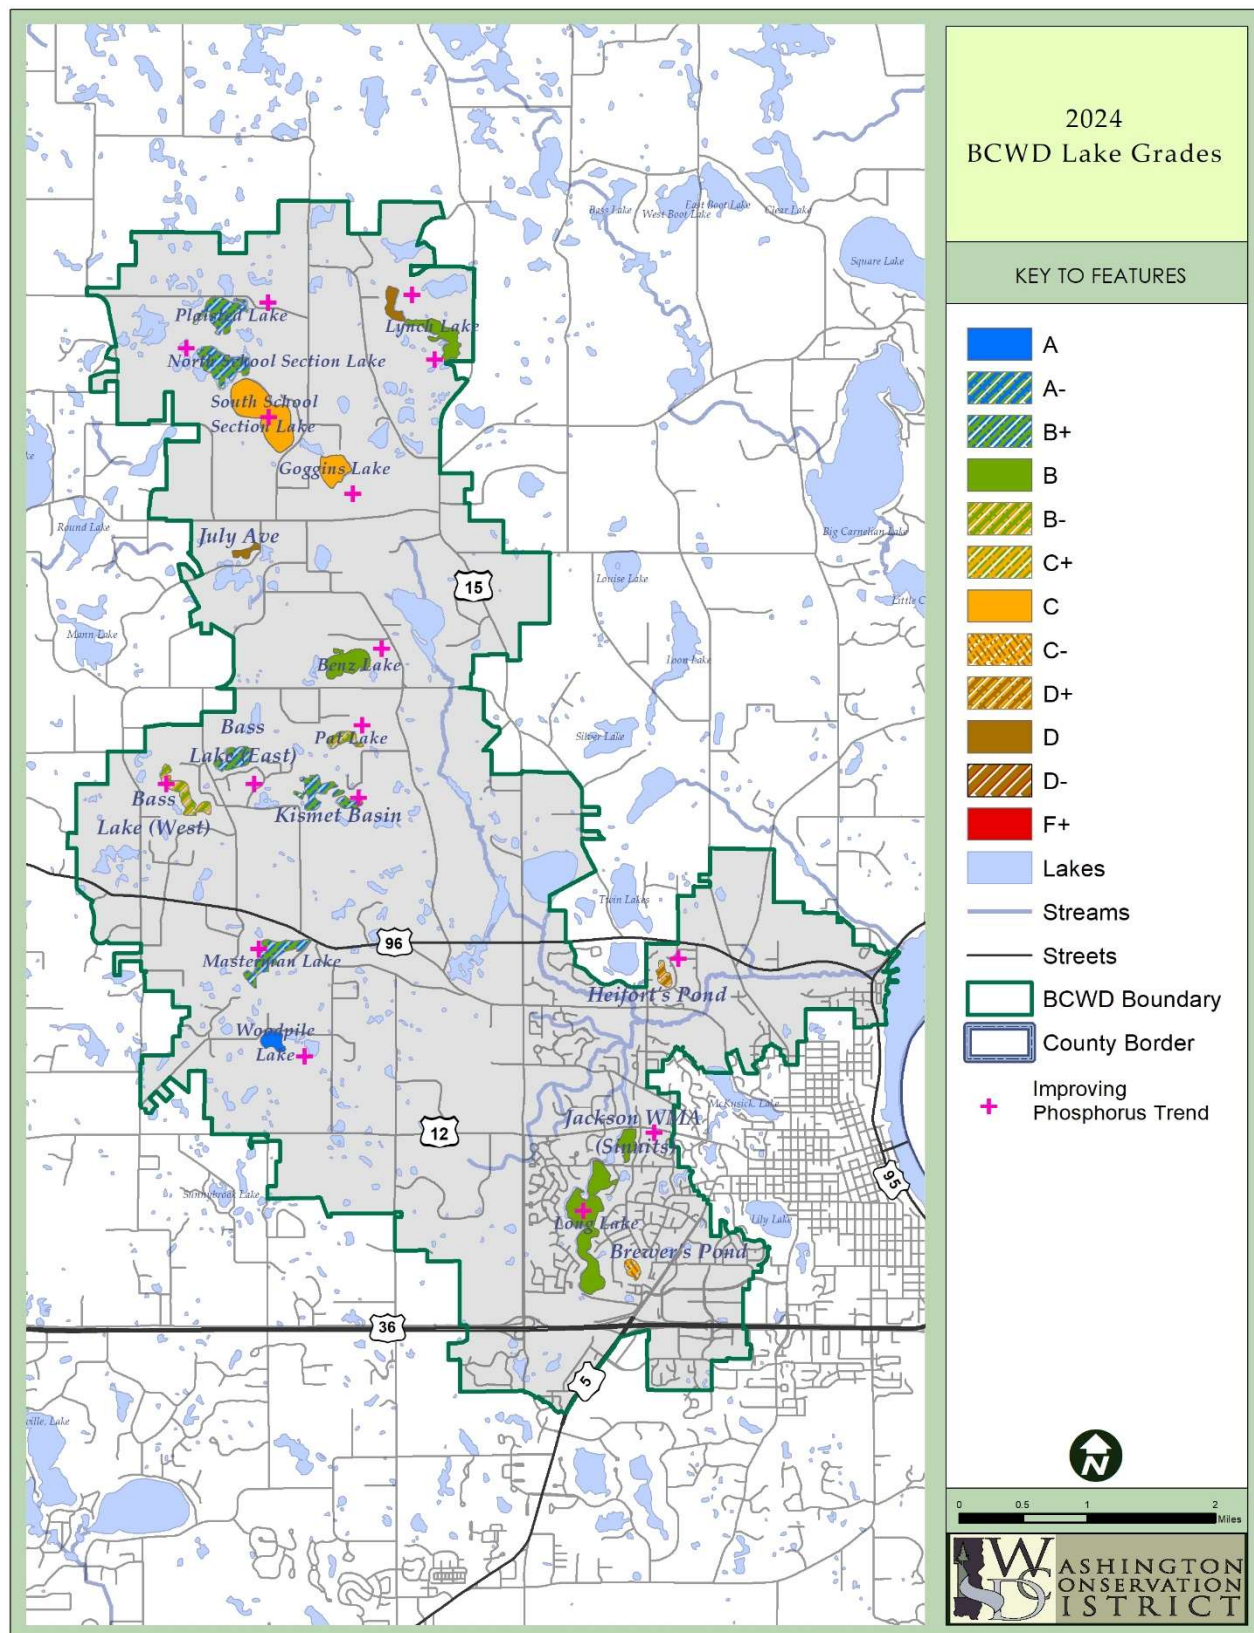 2024
BCWD Lake Grades
KEY TO FEATURES
A
A-
B+
B
B-
C+
C
C-
D+
D
D-
F+
Lakes
Streams
Streets
BCWD Boundary
County Border
Improving
Phosphorus Trend
N
0 0.5 1 2
Miles
WASHINGTON
CONSERVATION
DISTRICT
Bass Lake
West Boot Lake
East Boot Lake
Clear Lake
Square Lake
Plaisted Lake
Lynch Lake
North School Section Lake
South School
Section Lake
Goggins Lake
Round Lake
July Ave
Big Carnelian Lake
15
Louise Lake
Little C
Mann Lake
Loon Lake
Benz Lake
Silver Lake
Bass
Lake (East)
Pat Lake
Bass
Lake (West)
Kismet Basin
Twin Lakes
96
Masterman Lake
Heifort's Pond
Woodpile
Lake
McKusick Lake
12
Jackson WMA
(Sinnits)
95
Sunnybrook Lake
Long Lake
Lily Lake
Brewer's Pond
36
5
ville Lake